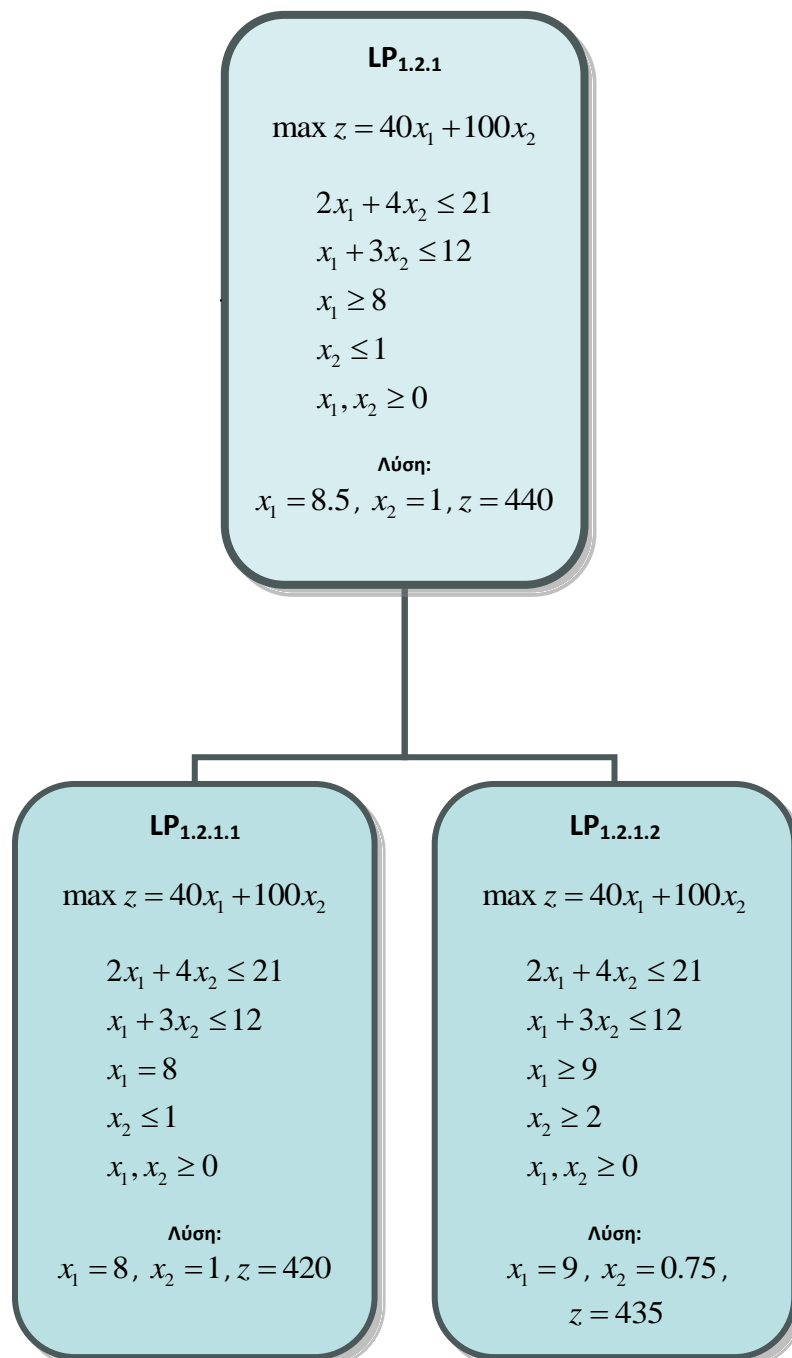 LP1.2.1
max z = 40x₁ + 100x₂
2x₁ + 4x₂ ≤ 21
x₁ + 3x₂ ≤ 12
x₁ ≥ 8
x₂ ≤ 1
x₁, x₂ ≥ 0
Λύση:
x₁ = 8.5, x₂ = 1, z = 440
LP1.2.1.1
max z = 40x₁ + 100x₂
2x₁ + 4x₂ ≤ 21
x₁ + 3x₂ ≤ 12
x₁ = 8
x₂ ≤ 1
x₁, x₂ ≥ 0
Λύση:
x₁ = 8, x₂ = 1, z = 420
LP1.2.1.2
max z = 40x₁ + 100x₂
2x₁ + 4x₂ ≤ 21
x₁ + 3x₂ ≤ 12
x₁ ≥ 9
x₂ ≥ 2
x₁, x₂ ≥ 0
Λύση:
x₁ = 9, x₂ = 0.75,
z = 435